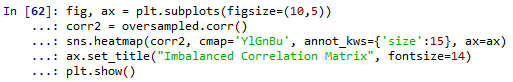 In [62]: fig, ax = plt.subplots(figsize=(10,5))
    ...: corr2 = oversampled.corr()
    ...: sns.heatmap(corr2, cmap='YlGnBu', annot_kws={'size':15}, ax=ax)
    ...: ax.set_title("Imbalanced Correlation Matrix", fontsize=14)
    ...: plt.show()